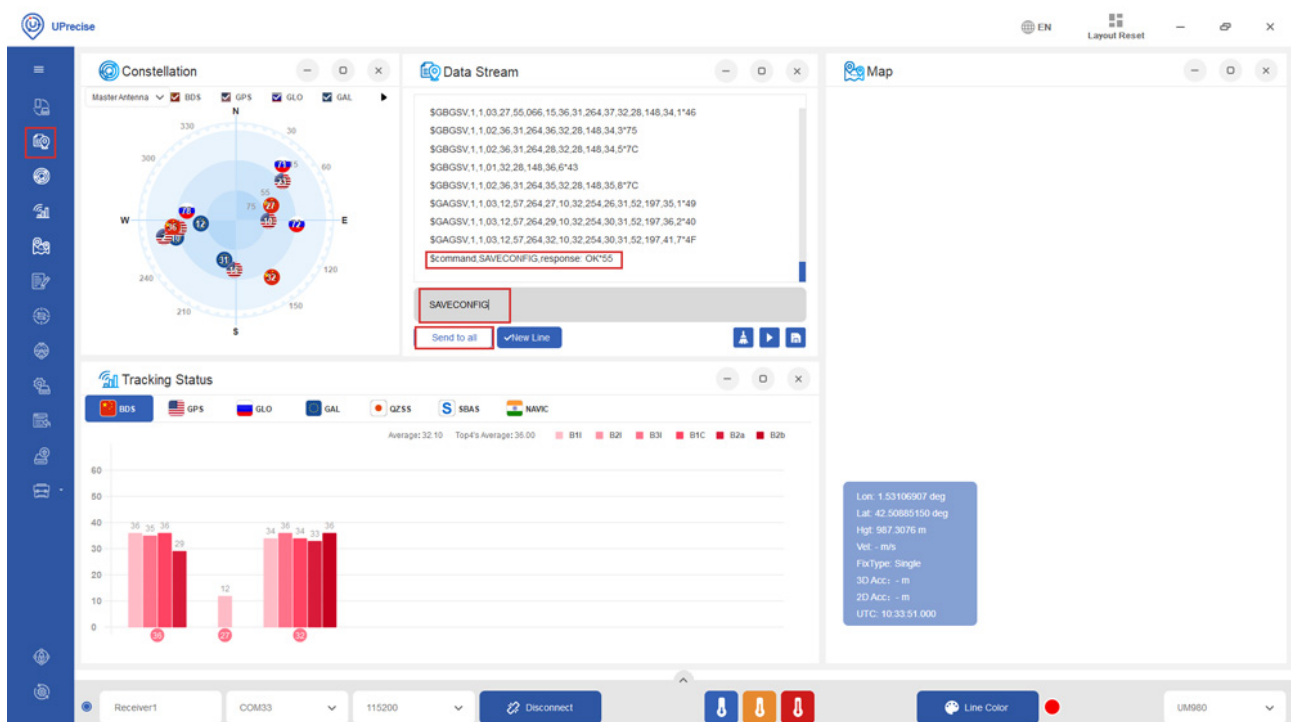 UPrecise
EN
Layout Reset
Constellation
Master Antenna BDS GPS GLO GAL
N
330 30
300 60
73 5
55
75 27
70
W 36 12 72 E
31
240 32 120
210 150
S
Data Stream
$GBGSV,1,1,03,27,55,066,15,36,31,264,37,32,28,148,34,1*46
$GBGSV,1,1,02,36,31,264,36,32,28,148,34,3*75
$GBGSV,1,1,02,36,31,264,28,32,28,148,34,5*7C
$GBGSV,1,1,01,32,28,148,36,6*43
$GBGSV,1,1,02,36,31,264,35,32,28,148,35,8*7C
$GAGSV,1,1,03,12,57,264,27,10,32,254,26,31,52,197,35,1*49
$GAGSV,1,1,03,12,57,264,29,10,32,254,30,31,52,197,36,2*40
$GAGSV,1,1,03,12,57,264,32,10,32,254,30,31,52,197,41,7*4F
$command,SAVECONFIG,response: OK*55
SAVECONFIG
Send to all
New Line
Map
Lon: 1.53106907 deg
Lat: 42.50885150 deg
Hgt: 987.3076 m
Vel: - m/s
FixType: Single
3D Acc: - m
2D Acc: - m
UTC: 10:33:51.000
Tracking Status
BDS GPS GLO GAL QZSS S SBAS NAVIC
Average: 32.10 Top4's Average: 36.00 B1I B2I B3I B1C B2a B2b
60
50
40
30
20
10
0
36 35 36 29
12
34 36 34 33 36
36 27 32
Receiver1
COM33
115200
Disconnect
Line Color
UM980